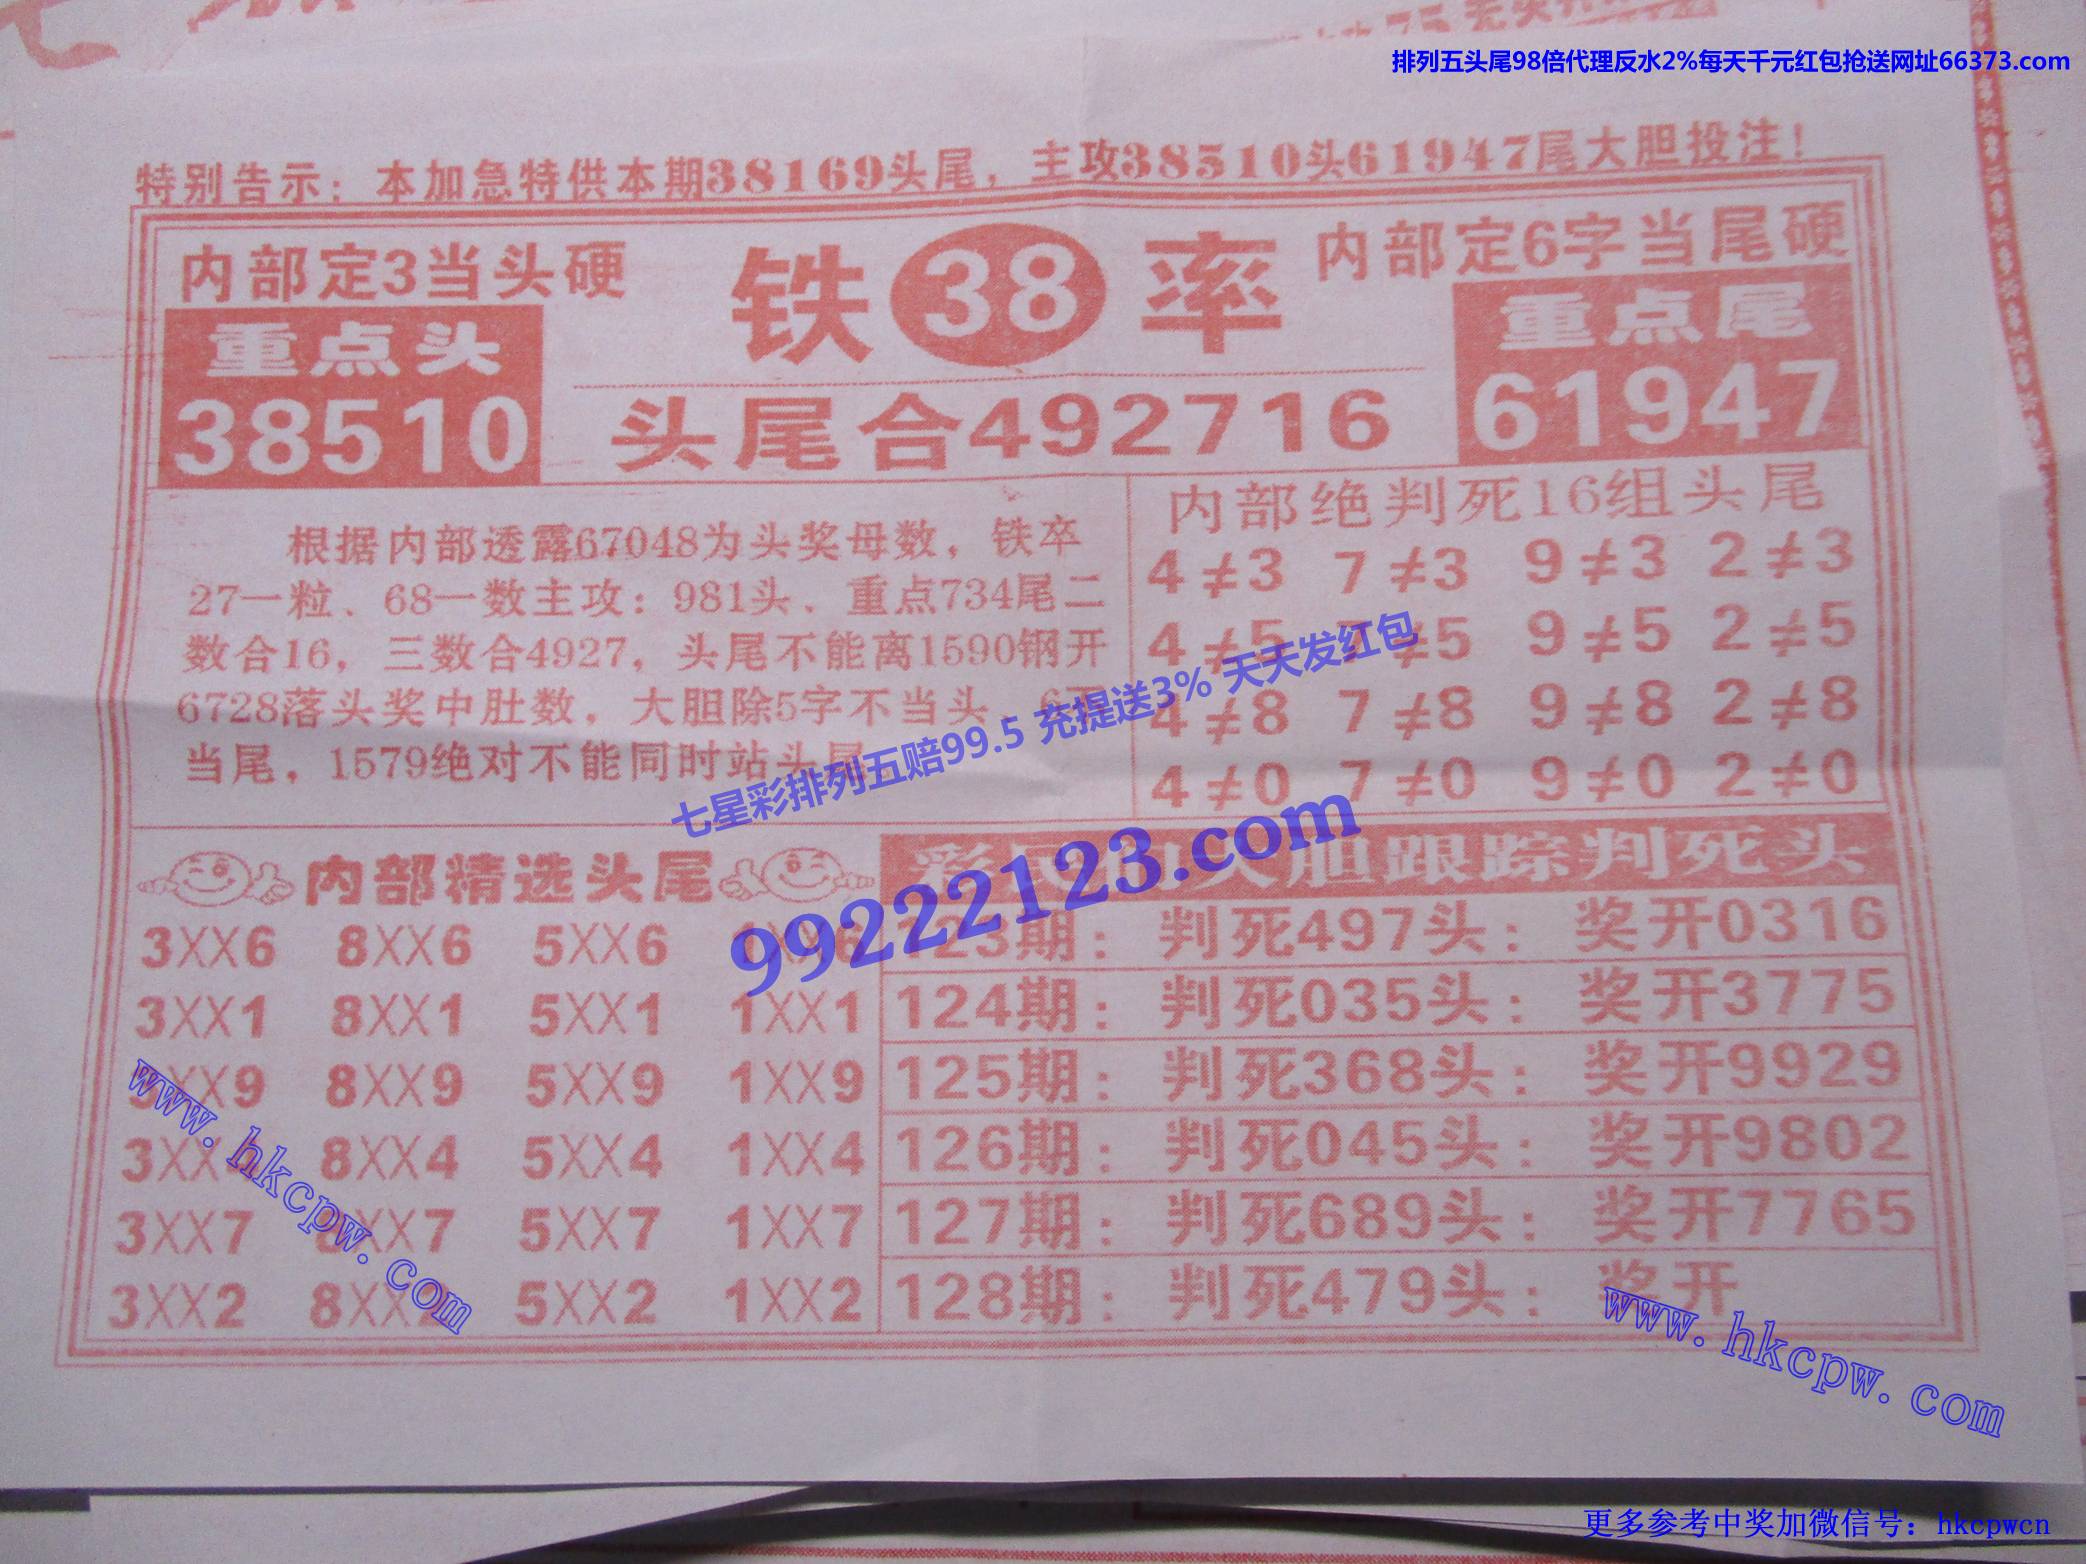 排列五头尾98倍代理反水2%每天千元红包抢送网址66373.com
特别告示：本加急特供本期38169头尾，主攻38510头61947尾大胆投注！
内部定3当头硬
铁 38 率
内部定6字当尾硬
重点头
38510
头尾合492716
重点尾
61947
根据内部透露67048为头奖母数，铁卒
27一粒、68一数主攻：981头、重点734尾二
数合16，三数合4927，头尾不能离1590钢开
6728落头奖中肚数，大胆除5字不当头
当尾，1579绝对不能同时站头尾
内部绝判死16组头尾
4≠3 7≠3 9≠3 2≠3
4≠5 7≠5 9≠5 2≠5
4≠8 7≠8 9≠8 2≠8
4≠0 7≠0 9≠0 2≠0
七星彩排列五赔99.5 充提送3% 天天发红包
99222123.com
内部精选头尾
3XX6 8XX6 5XX6 1XX6
3XX1 8XX1 5XX1 1XX1
3XX9 8XX9 5XX9 1XX9
3XX4 8XX4 5XX4 1XX4
3XX7 8XX7 5XX7 1XX7
3XX2 8XX2 5XX2 1XX2
大胆跟踪判死头
123期：判死497头：奖开0316
124期：判死035头：奖开3775
125期：判死368头：奖开9929
126期：判死045头：奖开9802
127期：判死689头：奖开7765
128期：判死479头：奖开
www.hkcpw.com
www.hkcpw.com
更多参考中奖加微信号：hkcpwcn